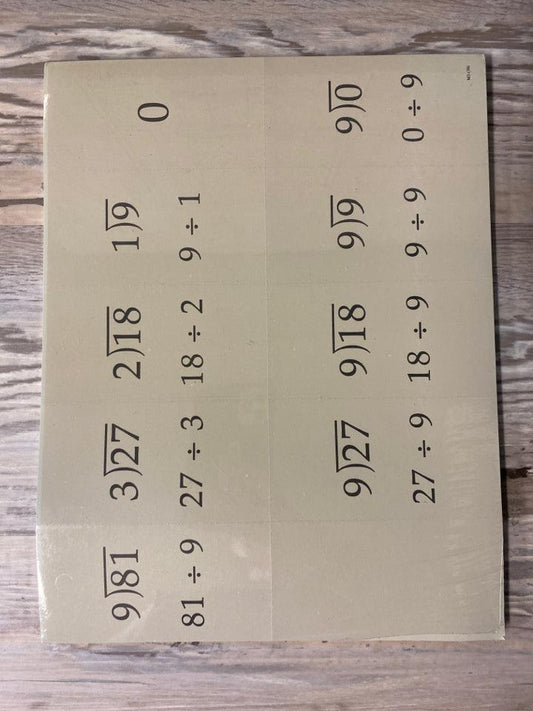 9)81 3)27 2)18 1)9 0
81 ÷ 9 27 ÷ 3 18 ÷ 2 9 ÷ 1
9)27 9)18 9)9 9)0
27 ÷ 9 18 ÷ 9 9 ÷ 9 0 ÷ 9